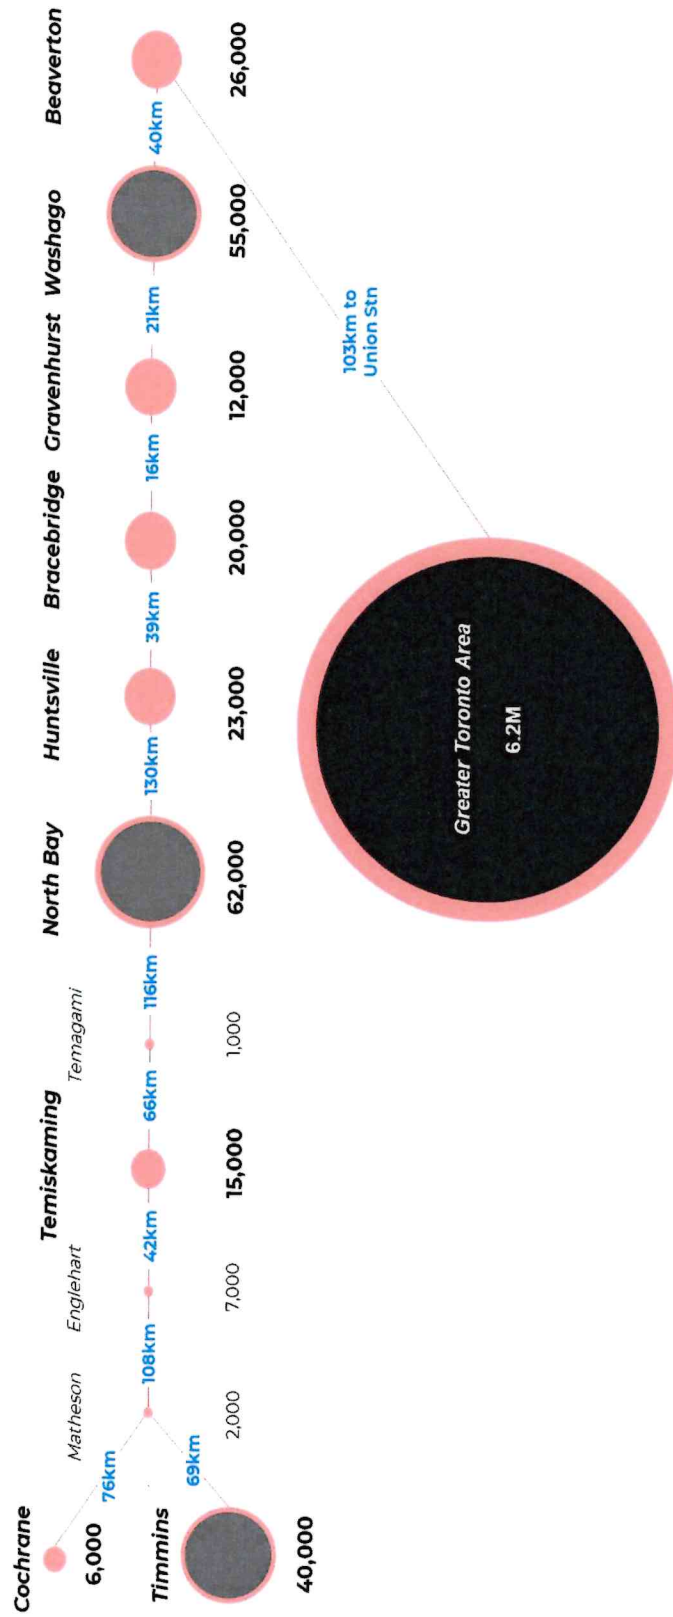 Cochrane
6,000
Timmins
40,000
76km
69km
Matheson
2,000
108km
Englehart
7,000
42km
Temiskaming
15,000
66km
Temagami
1,000
116km
North Bay
62,000
130km
Huntsville
23,000
39km
Bracebridge
20,000
16km
Gravenhurst
12,000
21km
Washago
55,000
40km
Beaverton
26,000
103km to
Union Stn
Greater Toronto Area
6.2M